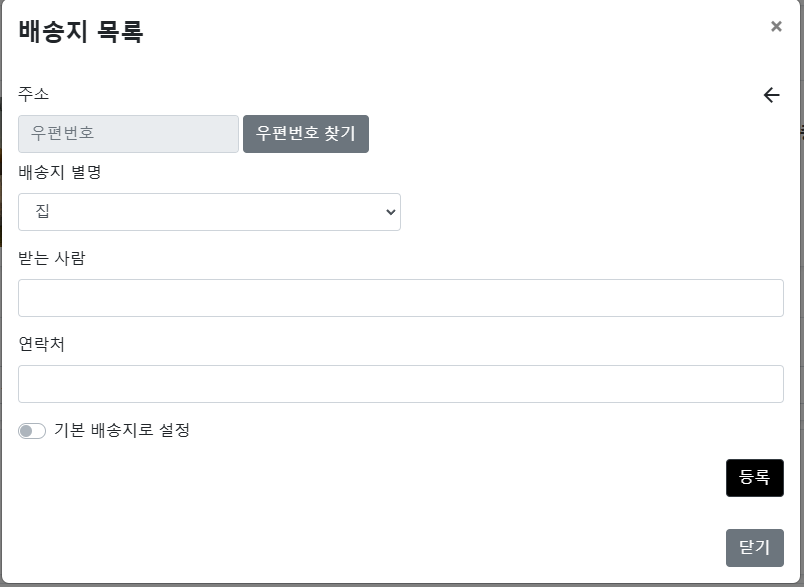 배송지 목록
×
주소
우편번호 우편번호 찾기
배송지 별명
집
받는 사람
연락처
기본 배송지로 설정
등록
닫기